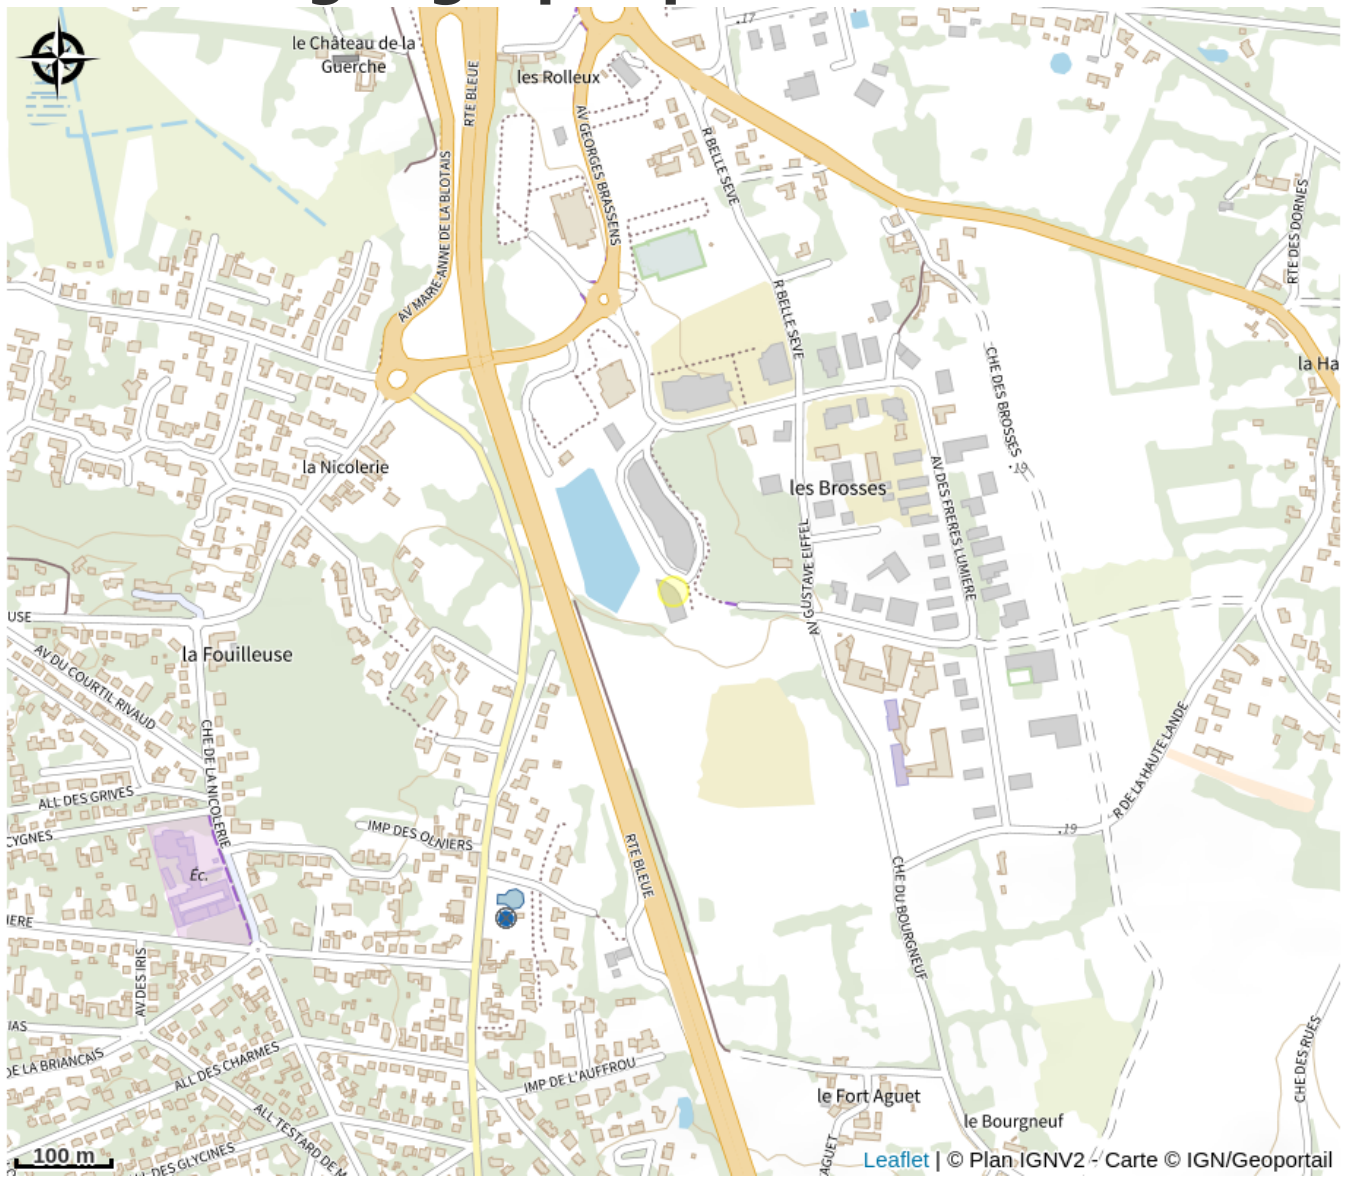 le Château de la
Guerche
les Rolleux
.17
RTE BLEUE
AV GEORGES BRASSENS
R BELLE SEVE
AV MARIE-ANNE DE LA BLOTAIS
RTE DES DORNES
R BELLE SEVE
CHE DES BROSSES
la Ha
la Nicolerie
.19
les Brosses
AV DES FRERES LUMIERE
AV GUSTAVE EIFFEL
USE
la Fouilleuse
AV DU COURTIL RIVAUD
CHE DE LA NICOLERIE
R DE LA HAUTE LANDE
ALL DES GRIVES
CYGNES
IMP DES OLIVIERS
.19
RTE BLEUE
Éc.
CHE DU BOURGNEUF
IERE
AV DES IRIS
IAS
DE LA BRIANCAIS
ALL DES CHARMES
IMP DE L'AUFFROU
CHE DES RUES
le Fort Aguet
le Bourgneuf
ALL TESTARD DE M
ALL DES GLYCINES
AGUET
100 m
Leaflet | © Plan IGNV2 - Carte © IGN/Geoportail